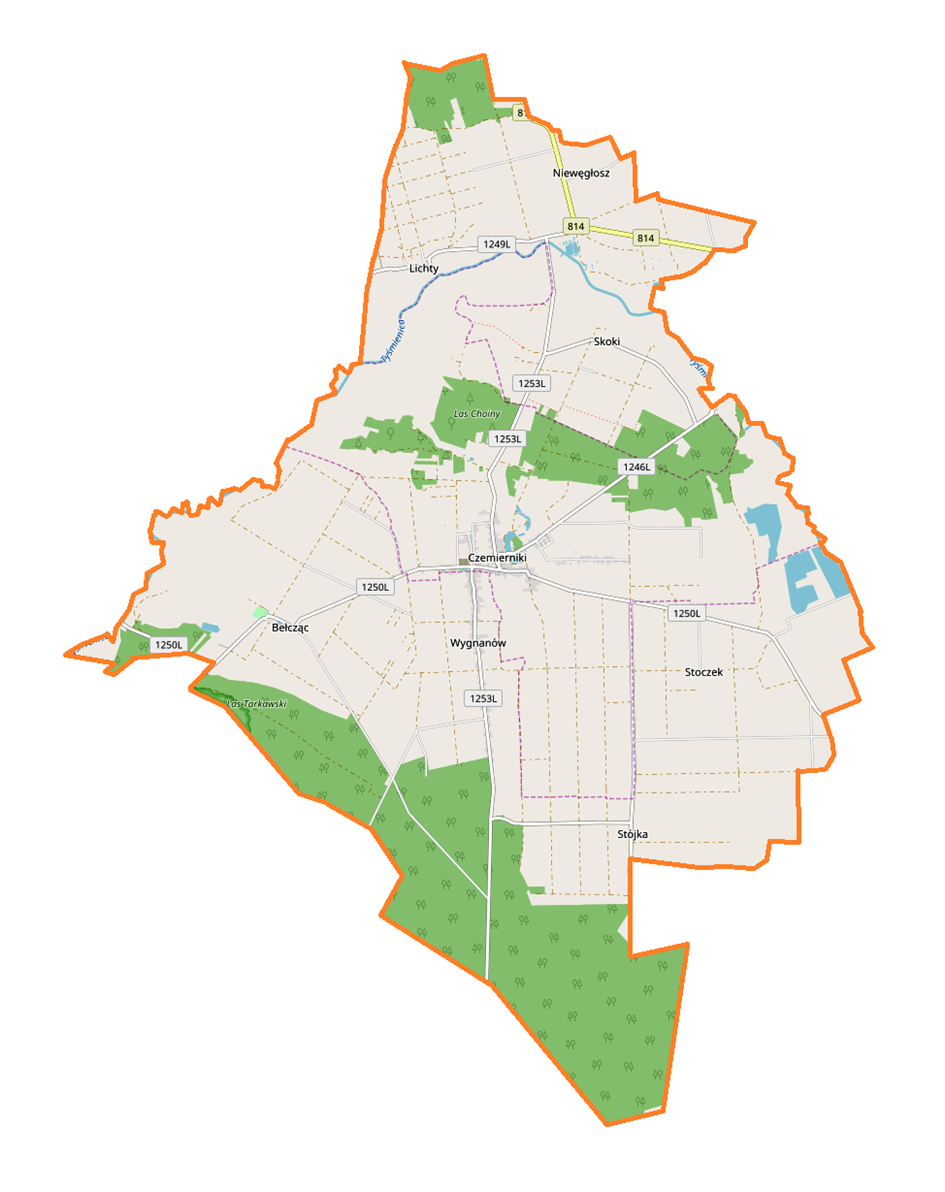 8
Niewęgłosz
814
814
1249L
Lichty
Tyśmienica
Skoki
Tyśm
1253L
Las Choiny
1253L
1246L
Czemierniki
1250L
1250L
Bełcząc
1250L
Wygnanów
Stoczek
1253L
Las Tarkawski
Stójka